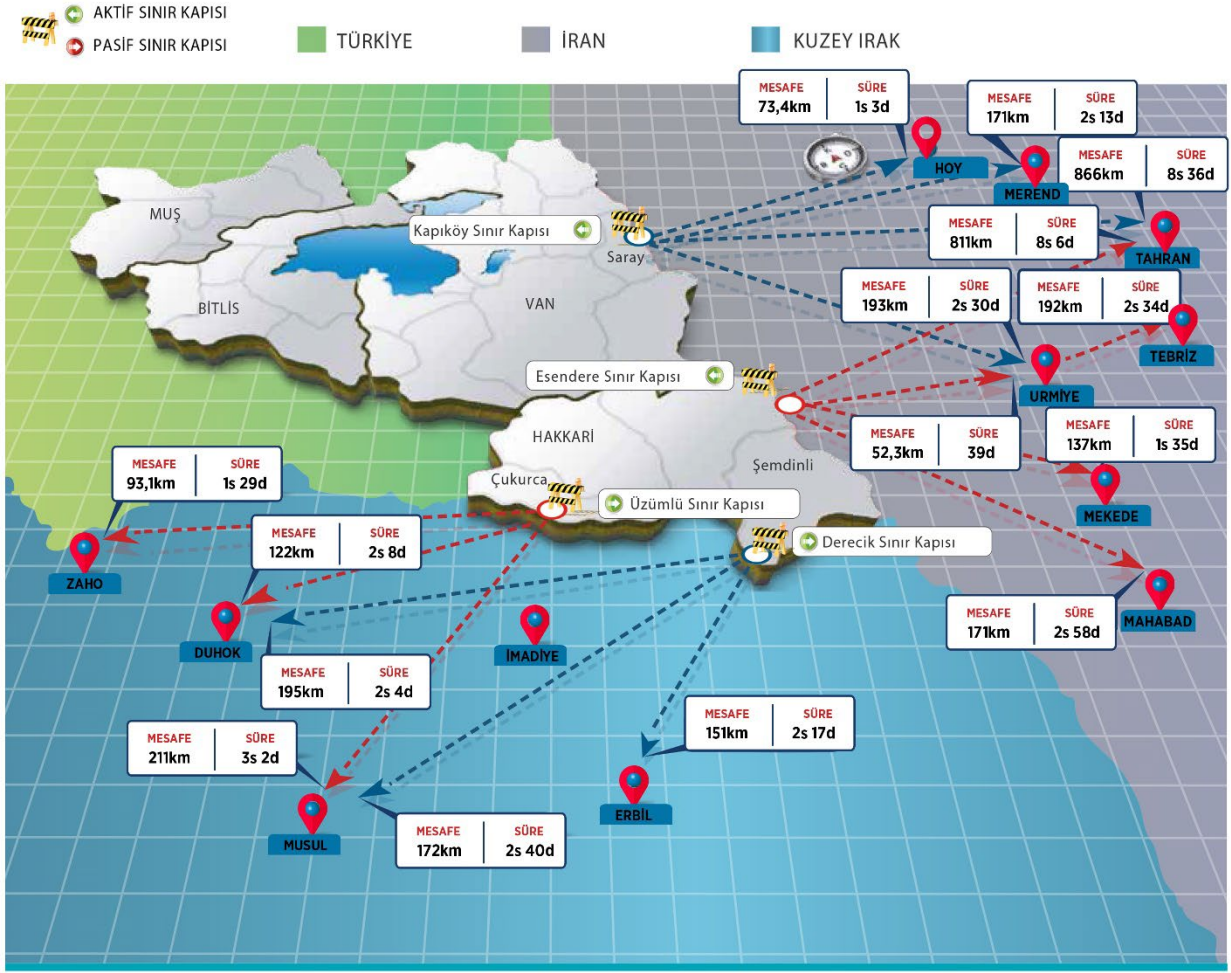 AKTİF SINIR KAPISI
PASİF SINIR KAPISI
TÜRKİYE
İRAN
KUZEY IRAK
MESAFE SÜRE
73,4km 1s 3d
HOY
MESAFE SÜRE
171km 2s 13d
MEREND
MESAFE SÜRE
866km 8s 36d
MESAFE SÜRE
811km 8s 6d
TAHRAN
MUŞ
Kapıköy Sınır Kapısı
Saray
BİTLİS
VAN
MESAFE SÜRE
193km 2s 30d
MESAFE SÜRE
192km 2s 34d
TEBRİZ
Esendere Sınır Kapısı
URMİYE
HAKKARİ
MESAFE SÜRE
52,3km 39d
MESAFE SÜRE
137km 1s 35d
Şemdinli
Çukurca
MESAFE SÜRE
93,1km 1s 29d
Üzümlü Sınır Kapısı
MEKEDE
MESAFE SÜRE
122km 2s 8d
Derecik Sınır Kapısı
ZAHO
MESAFE SÜRE
171km 2s 58d
MAHABAD
DUHOK
İMADİYE
MESAFE SÜRE
195km 2s 4d
MESAFE SÜRE
211km 3s 2d
MESAFE SÜRE
151km 2s 17d
ERBİL
MUSUL
MESAFE SÜRE
172km 2s 40d